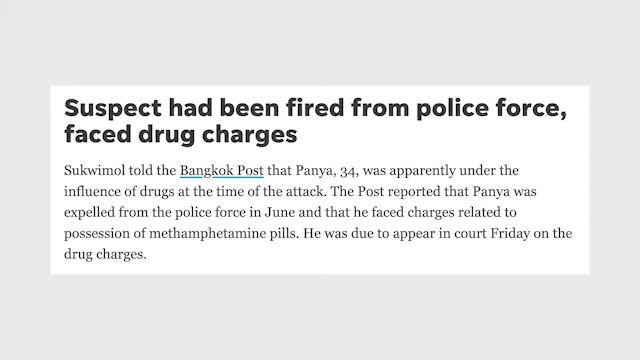 Suspect had been fired from police force,
faced drug charges
Sukwimol told the Bangkok Post that Panya, 34, was apparently under the
influence of drugs at the time of the attack. The Post reported that Panya was
expelled from the police force in June and that he faced charges related to
possession of methamphetamine pills. He was due to appear in court Friday on the
drug charges.